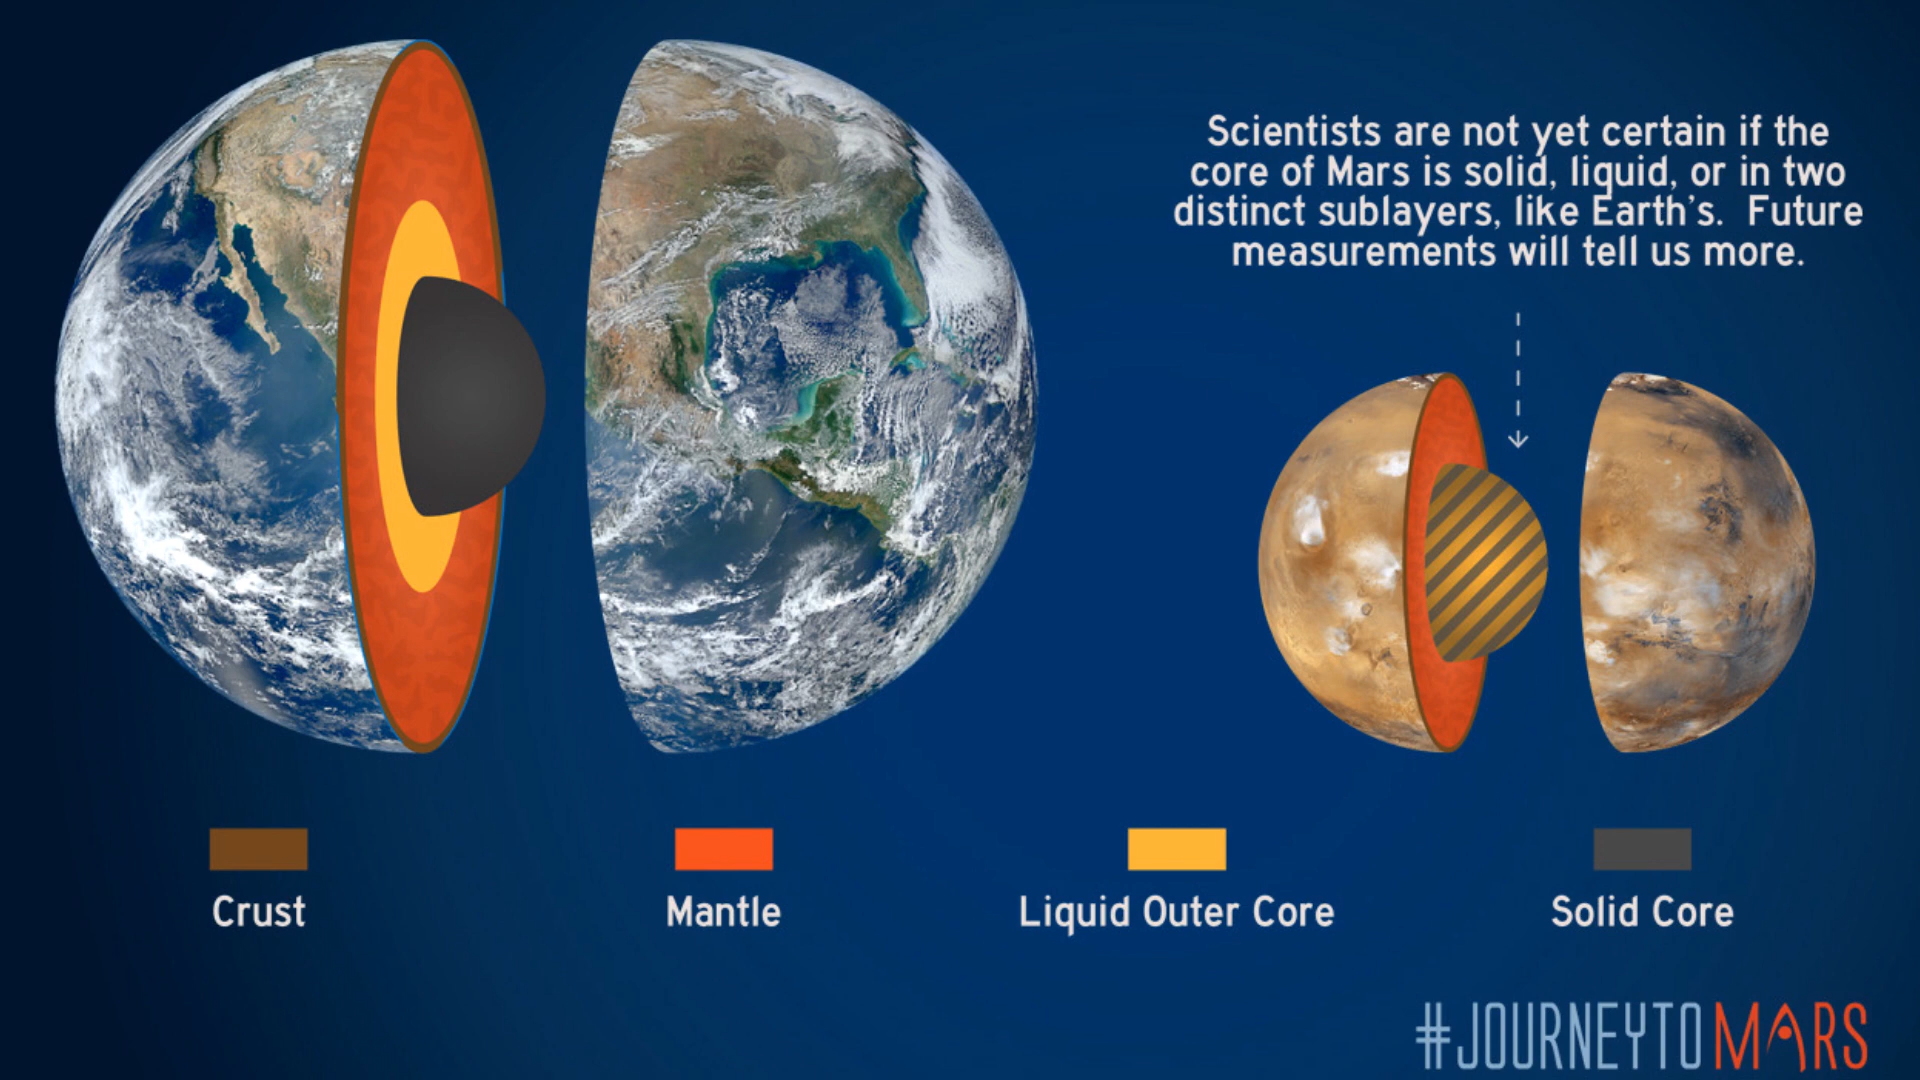 Scientists are not yet certain if the
core of Mars is solid, liquid, or in two
distinct sublayers, like Earth's.  Future
measurements will tell us more.
Crust
Mantle
Liquid Outer Core
Solid Core
#JOURNEYTOMARS